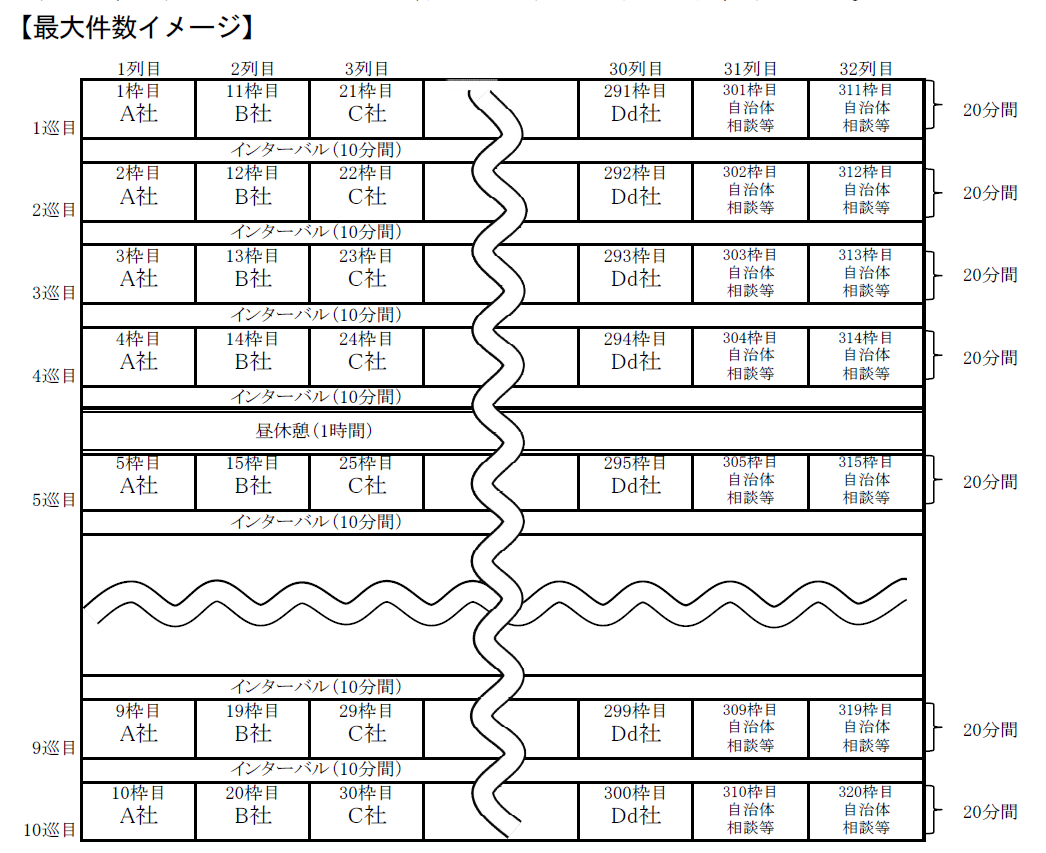 【最大件数イメージ】
1列目 2列目 3列目 30列目 31列目 32列目
1枠目 11枠目 21枠目 291枠目 301枠目 311枠目
A社 B社 C社 Dd社 自治体 自治体
相談等 相談等
1巡目
20分間
インターバル(10分間)
2枠目 12枠目 22枠目 292枠目 302枠目 312枠目
A社 B社 C社 Dd社 自治体 自治体
相談等 相談等
2巡目
20分間
インターバル(10分間)
3枠目 13枠目 23枠目 293枠目 303枠目 313枠目
A社 B社 C社 Dd社 自治体 自治体
相談等 相談等
3巡目
20分間
インターバル(10分間)
4枠目 14枠目 24枠目 294枠目 304枠目 314枠目
A社 B社 C社 Dd社 自治体 自治体
相談等 相談等
4巡目
20分間
インターバル(10分間)
昼休憩(1時間)
5枠目 15枠目 25枠目 295枠目 305枠目 315枠目
A社 B社 C社 Dd社 自治体 自治体
相談等 相談等
5巡目
20分間
インターバル(10分間)
インターバル(10分間)
9枠目 19枠目 29枠目 299枠目 309枠目 319枠目
A社 B社 C社 Dd社 自治体 自治体
相談等 相談等
9巡目
20分間
インターバル(10分間)
10枠目 20枠目 30枠目 300枠目 310枠目 320枠目
A社 B社 C社 Dd社 自治体 自治体
相談等 相談等
10巡目
20分間